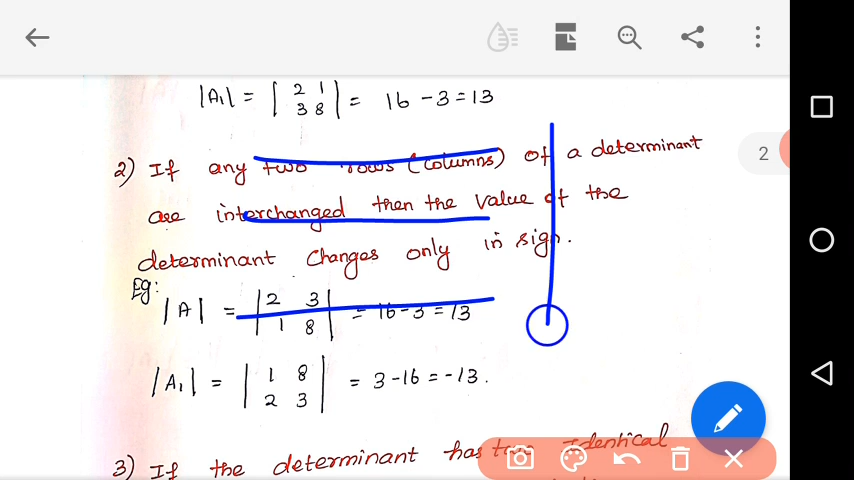 |A₁| = | 2 1 | = 16 - 3 = 13
| 3 8 |
2) If any two rows (columns) of a determinant
are interchanged then the value of the
determinant changes only in sign.
Eg:
|A| = | 2 3 | = 16 - 3 = 13
| 1 8 |
|A₁| = | 1 8 | = 3 - 16 = -13.
| 2 3 |
3) If the determinant has two identical
2